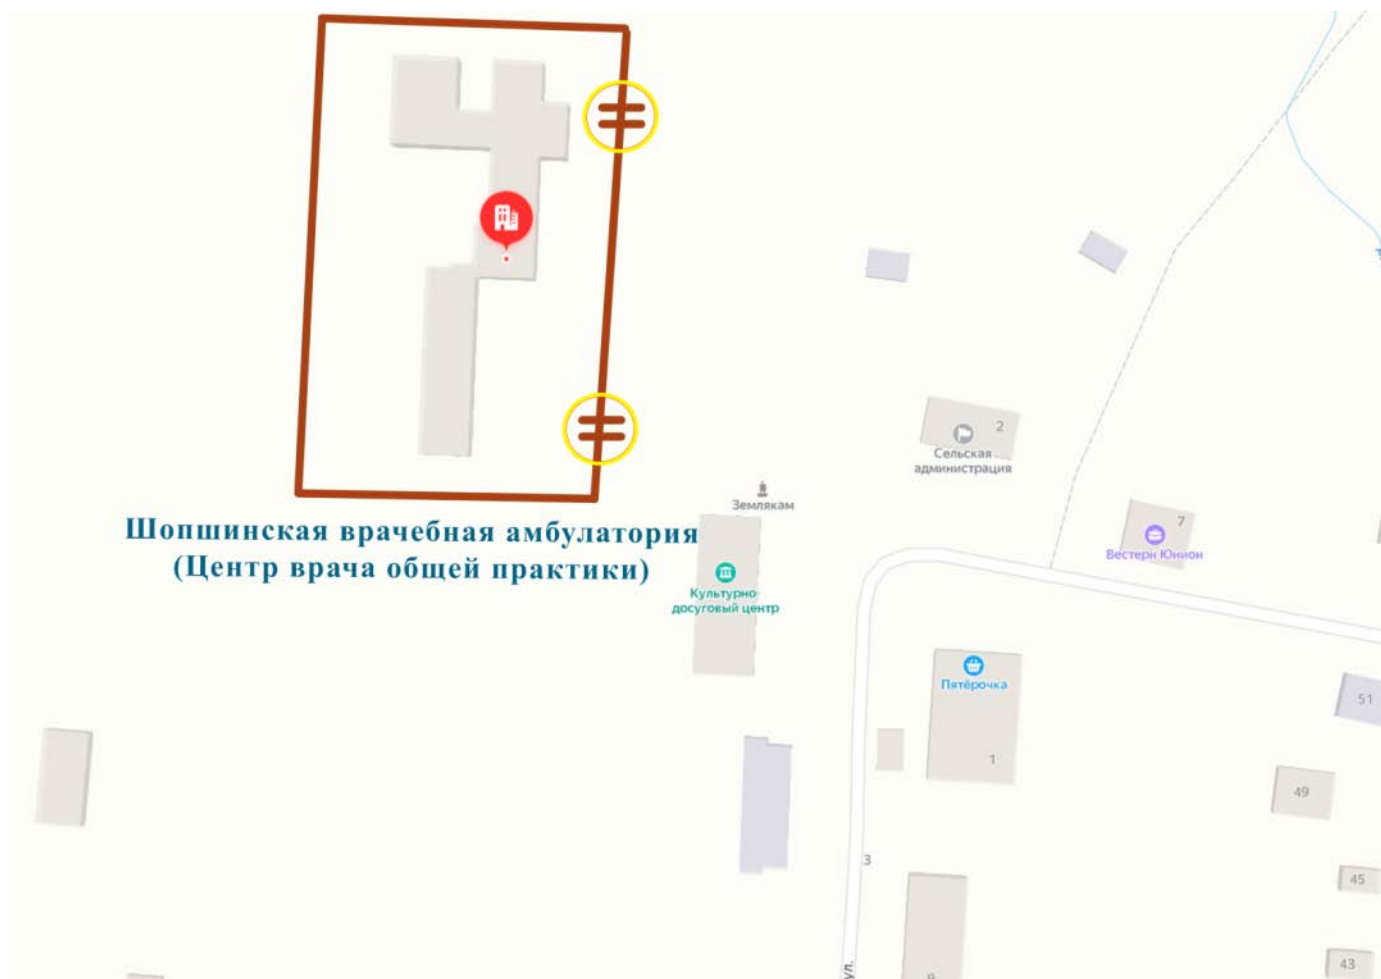 2
Сельская
администрация
Землякам
7
Вестерн Юнион
Шопшинская врачебная амбулатория
(Центр врача общей практики)
Культурно-
досуговый центр
Пятёрочка
51
1
49
3
45
43
ул.